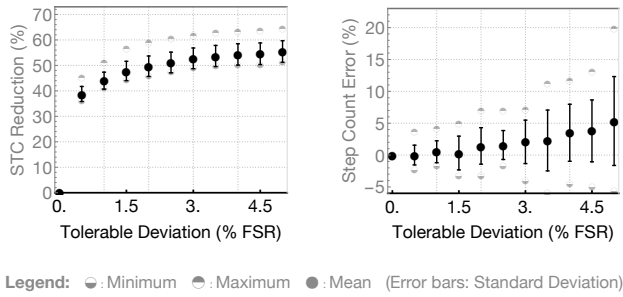 STC Reduction (%)
70
60
50
40
30
20
10
0
0. 1.5 3. 4.5
Tolerable Deviation (% FSR)
Step Count Error (%)
20
15
10
5
0
−5
0. 1.5 3. 4.5
Tolerable Deviation (% FSR)
Legend: : Minimum : Maximum : Mean (Error bars: Standard Deviation)